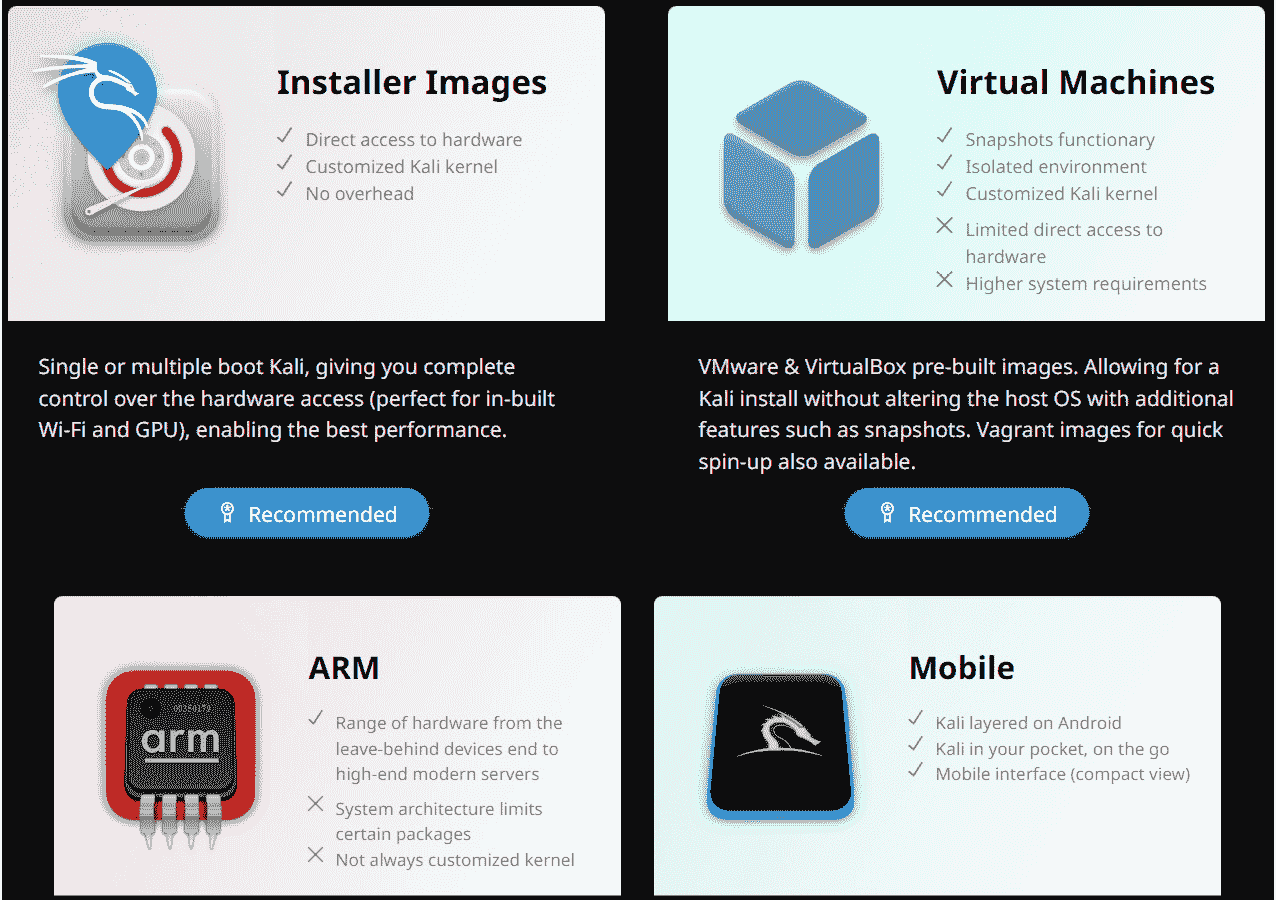 Installer Images
Direct access to hardware
Customized Kali kernel
No overhead
Virtual Machines
Snapshots functionary
Isolated environment
Customized Kali kernel
Limited direct access to
hardware
Higher system requirements
Single or multiple boot Kali, giving you complete
control over the hardware access (perfect for in-built
Wi-Fi and GPU), enabling the best performance.
Recommended
VMware & VirtualBox pre-built images. Allowing for a
Kali install without altering the host OS with additional
features such as snapshots. Vagrant images for quick
spin-up also available.
Recommended
arm
ARM
Range of hardware from the
leave-behind devices end to
high-end modern servers
System architecture limits
certain packages
Not always customized kernel
Mobile
Kali layered on Android
Kali in your pocket, on the go
Mobile interface (compact view)